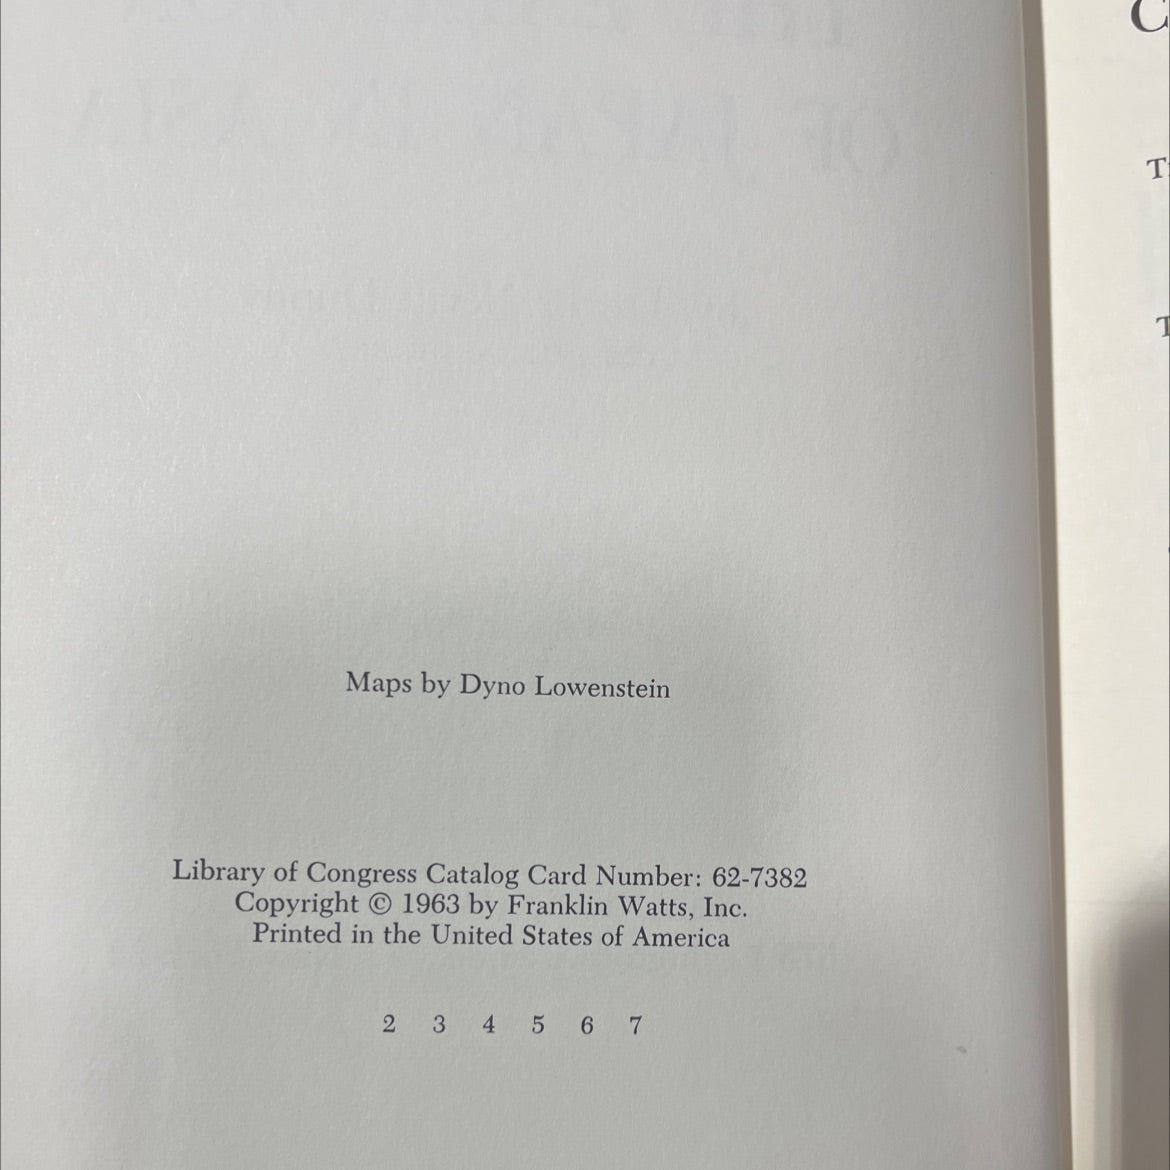 Maps by Dyno Lowenstein
Library of Congress Catalog Card Number: 62-7382
Copyright © 1963 by Franklin Watts, Inc.
Printed in the United States of America
2 3 4 5 6 7